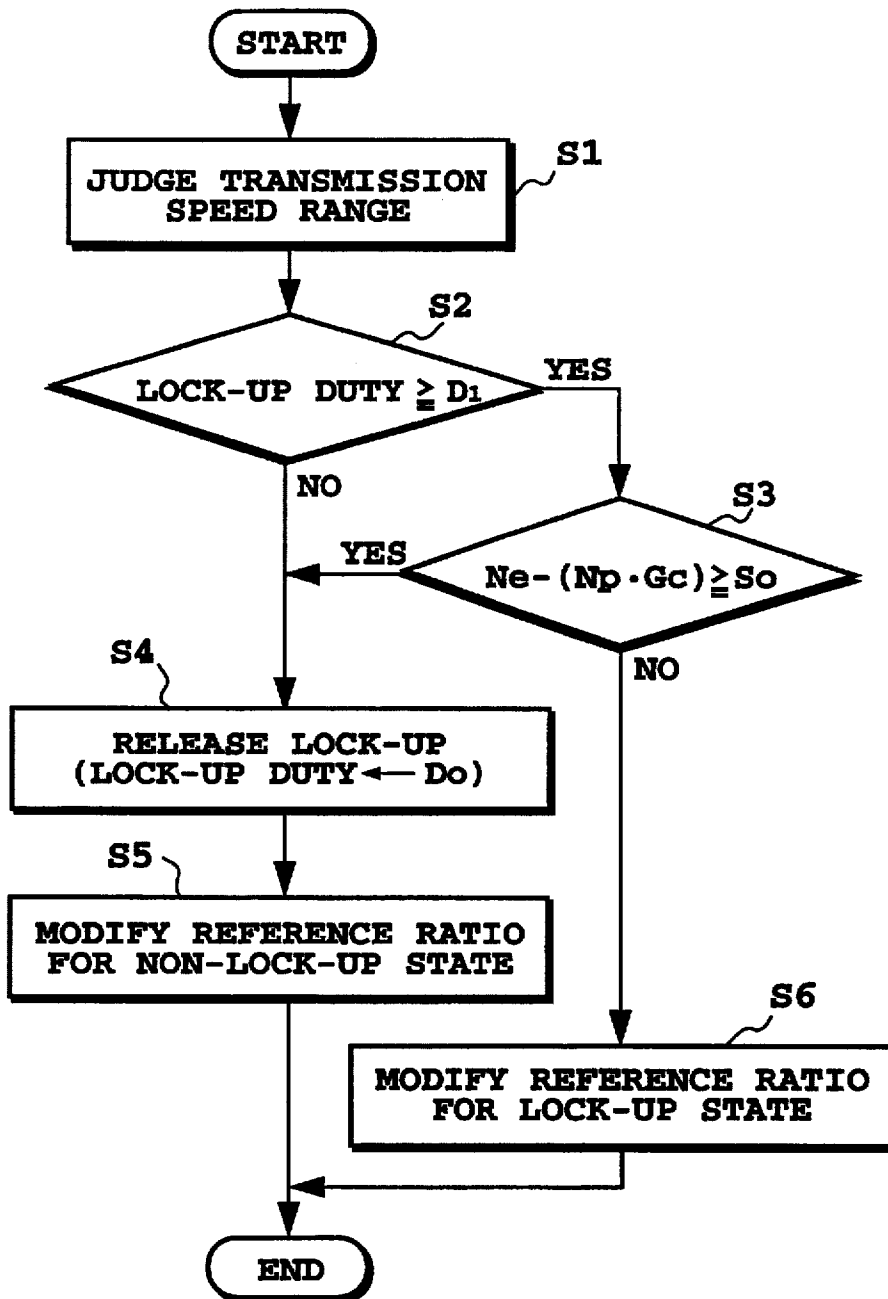 START
S1
JUDGE TRANSMISSION
SPEED RANGE
S2
LOCK-UP DUTY ≧ D1
YES
NO
S3
YES
Ne-(Np·Gc)≧So
NO
S4
RELEASE LOCK-UP
(LOCK-UP DUTY ← Do)
S5
MODIFY REFERENCE RATIO
FOR NON-LOCK-UP STATE
S6
MODIFY REFERENCE RATIO
FOR LOCK-UP STATE
END